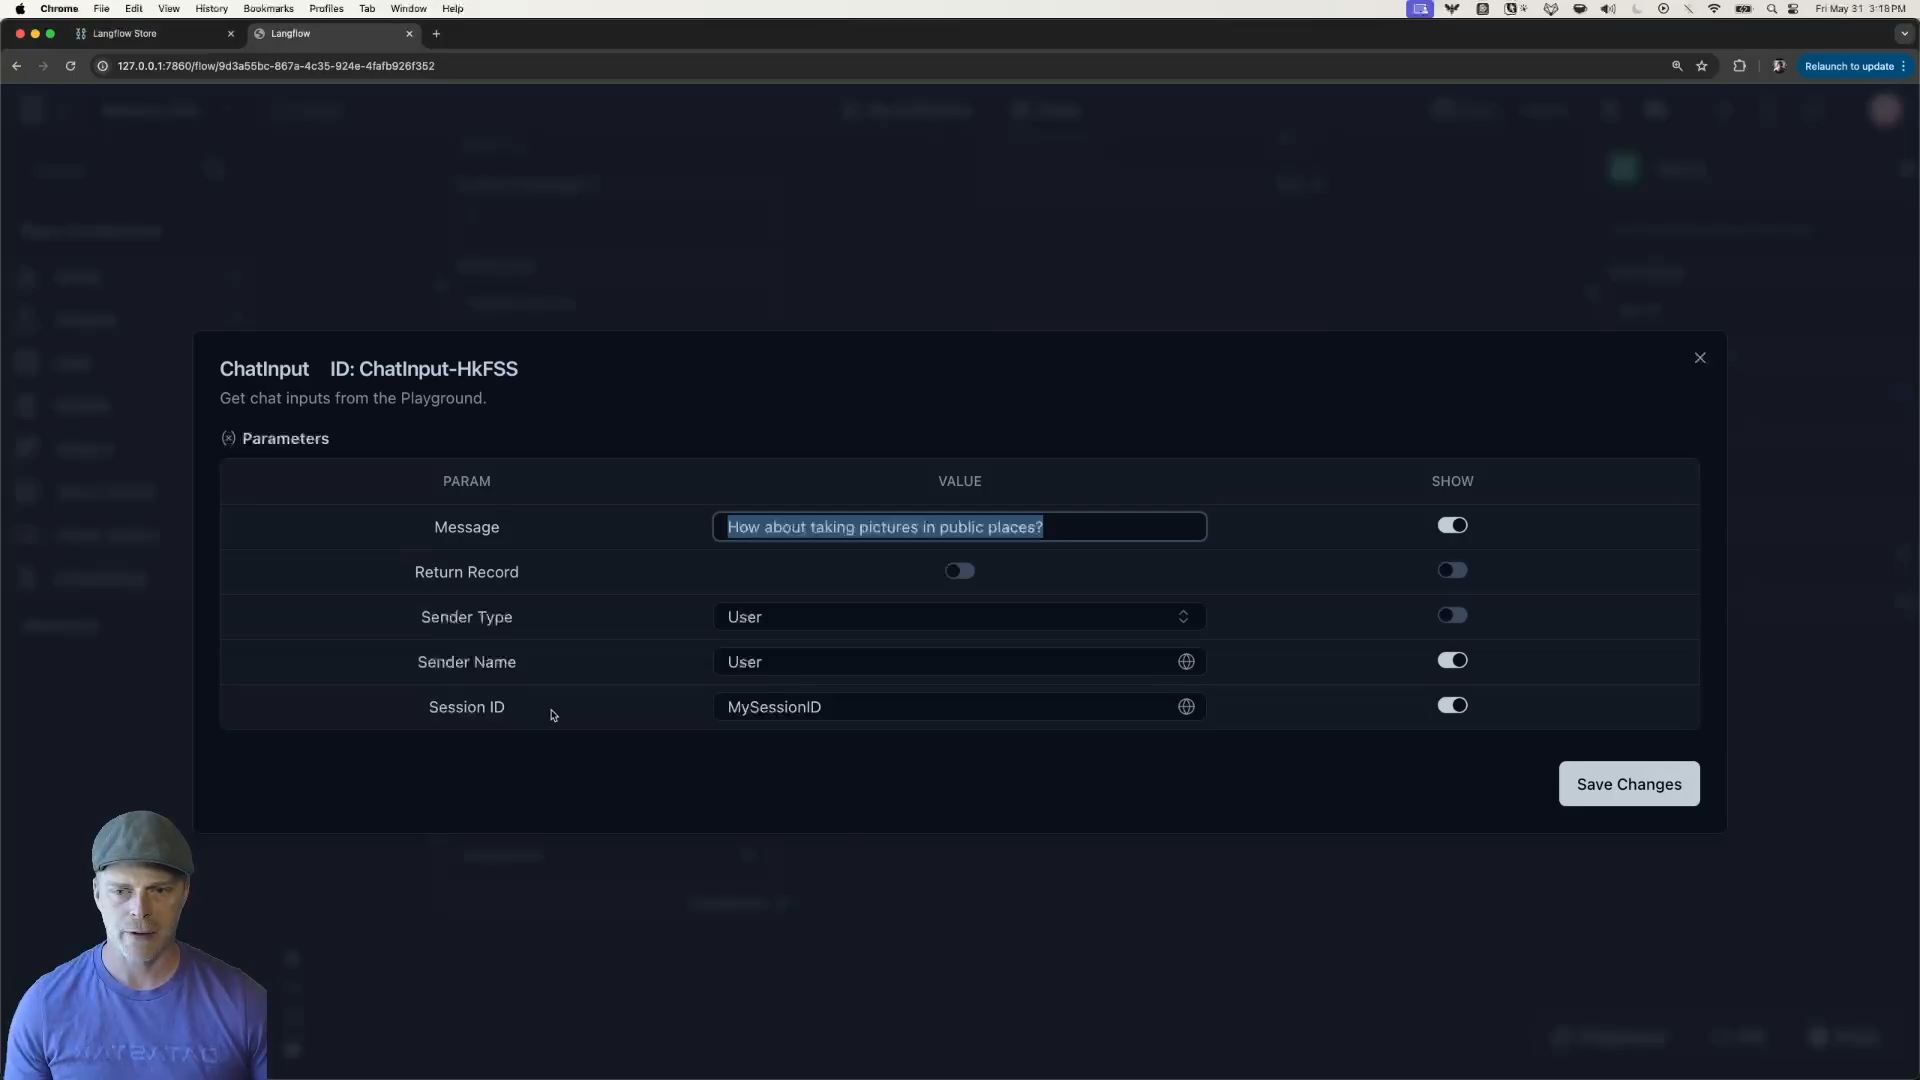 Chrome File Edit View History Bookmarks Profiles Tab Window Help Fri May 31 3:18 PM
Langflow Store Langflow
127.0.0.1:7860/flow/9d3a55bc-867a-4c35-924e-4fafb926f352 Relaunch to update
ChatInput ID: ChatInput-HkFSS
Get chat inputs from the Playground.
Parameters
PARAM VALUE SHOW
Message How about taking pictures in public places?
Return Record
Sender Type User
Sender Name User
Session ID MySessionID
Save Changes
DATASTAX